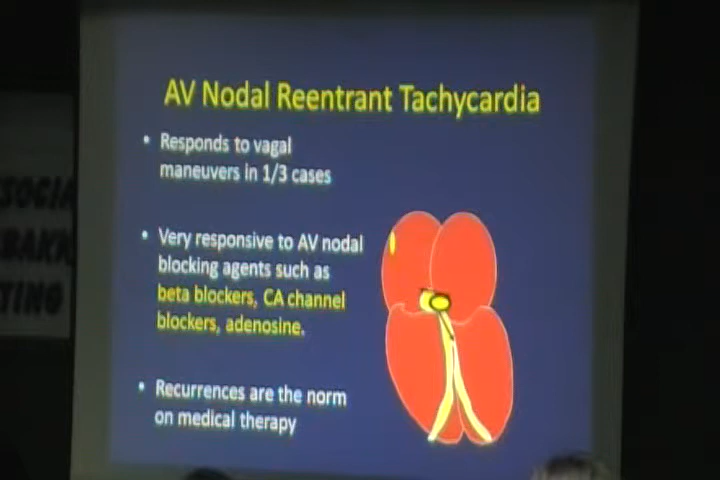 AV Nodal Reentrant Tachycardia
• Responds to vagal
maneuvers in 1/3 cases
• Very responsive to AV nodal
blocking agents such as
beta blockers, CA channel
blockers, adenosine.
• Recurrences are the norm
on medical therapy